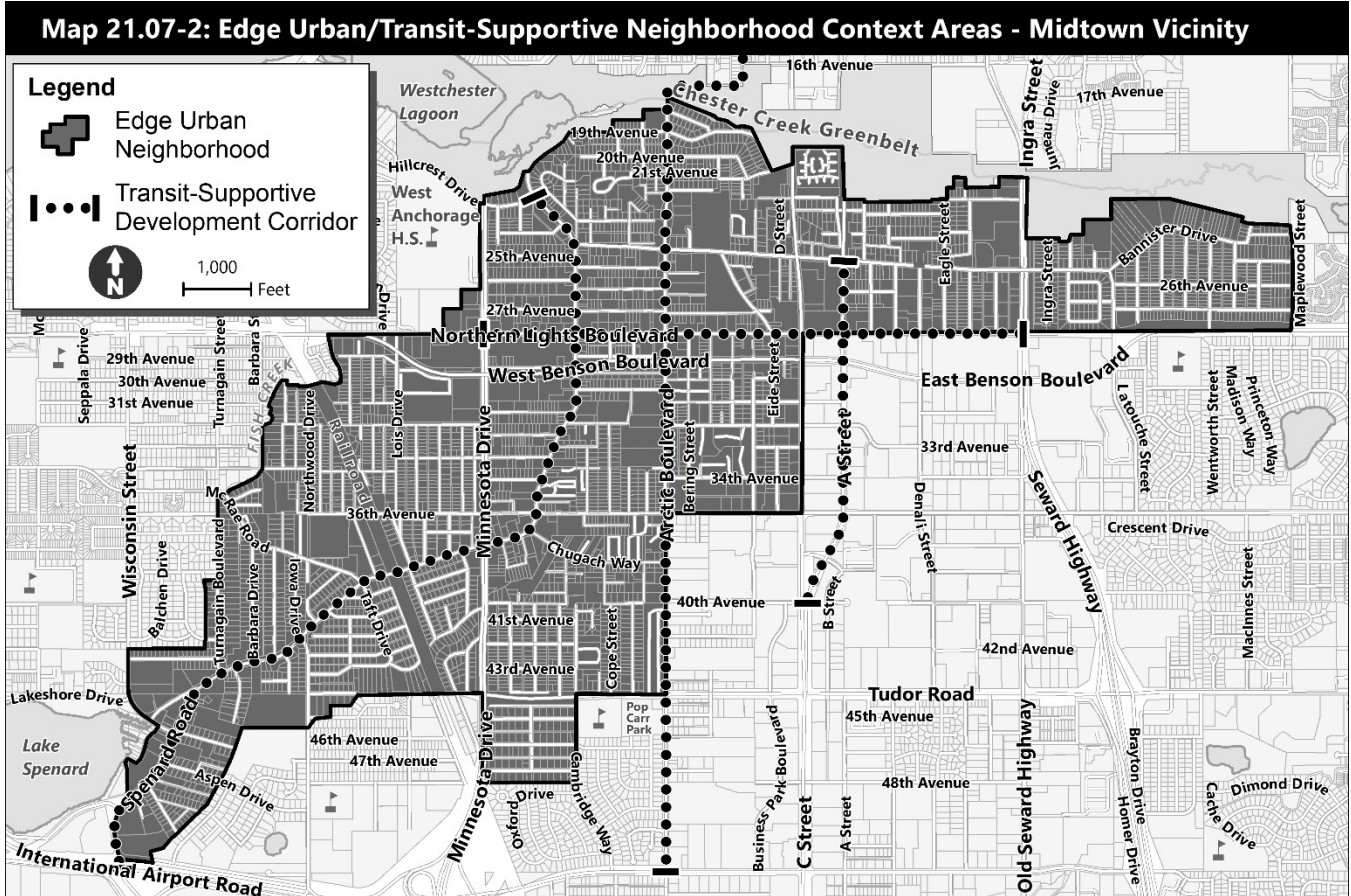 Map 21.07-2: Edge Urban/Transit-Supportive Neighborhood Context Areas - Midtown Vicinity
Legend
Edge Urban
Neighborhood
Transit-Supportive
Development Corridor
N
1,000
Feet
Westchester
Lagoon
16th Avenue
Chester Creek Greenbelt
Ingra Street
Juneau Drive
17th Avenue
19th Avenue
20th Avenue
21st Avenue
Hillcrest Drive
West
Anchorage
H.S.
D Street
Eagle Street
Ingra Street
Bannister Drive
Maplewood Street
25th Avenue
26th Avenue
27th Avenue
Drive
Northern Lights Boulevard
West Benson Boulevard
East Benson Boulevard
Seppala Drive
29th Avenue
30th Avenue
31st Avenue
Turnagain Street
Barbara St
FISH CREEK
Northwood Drive
Railroad
Lois Drive
Minnesota Drive
Arctic Boulevard
Bering Street
Eide Street
A Street
33rd Avenue
34th Avenue
Latouche Street
Wentworth Street
Madison Way
Princeton Way
Wisconsin Street
McRae Road
36th Avenue
Denali Street
Seward Highway
Crescent Drive
Balchen Drive
Turnagain Boulevard
Barbara Drive
Iowa Drive
Taft Drive
Chugach Way
40th Avenue
B Street
MacInnes Street
41st Avenue
Cope Street
42nd Avenue
43rd Avenue
Lakeshore Drive
Tudor Road
Lake
Spenard
Spenard Road
Aspen Drive
46th Avenue
47th Avenue
Minnesota Drive
Pop
Carr
Park
45th Avenue
48th Avenue
Business Park Boulevard
C Street
A Street
Old Seward Highway
Brayton Drive
Homer Drive
Dimond Drive
Cache Drive
Oxford
Drive
Cambridge Way
International Airport Road